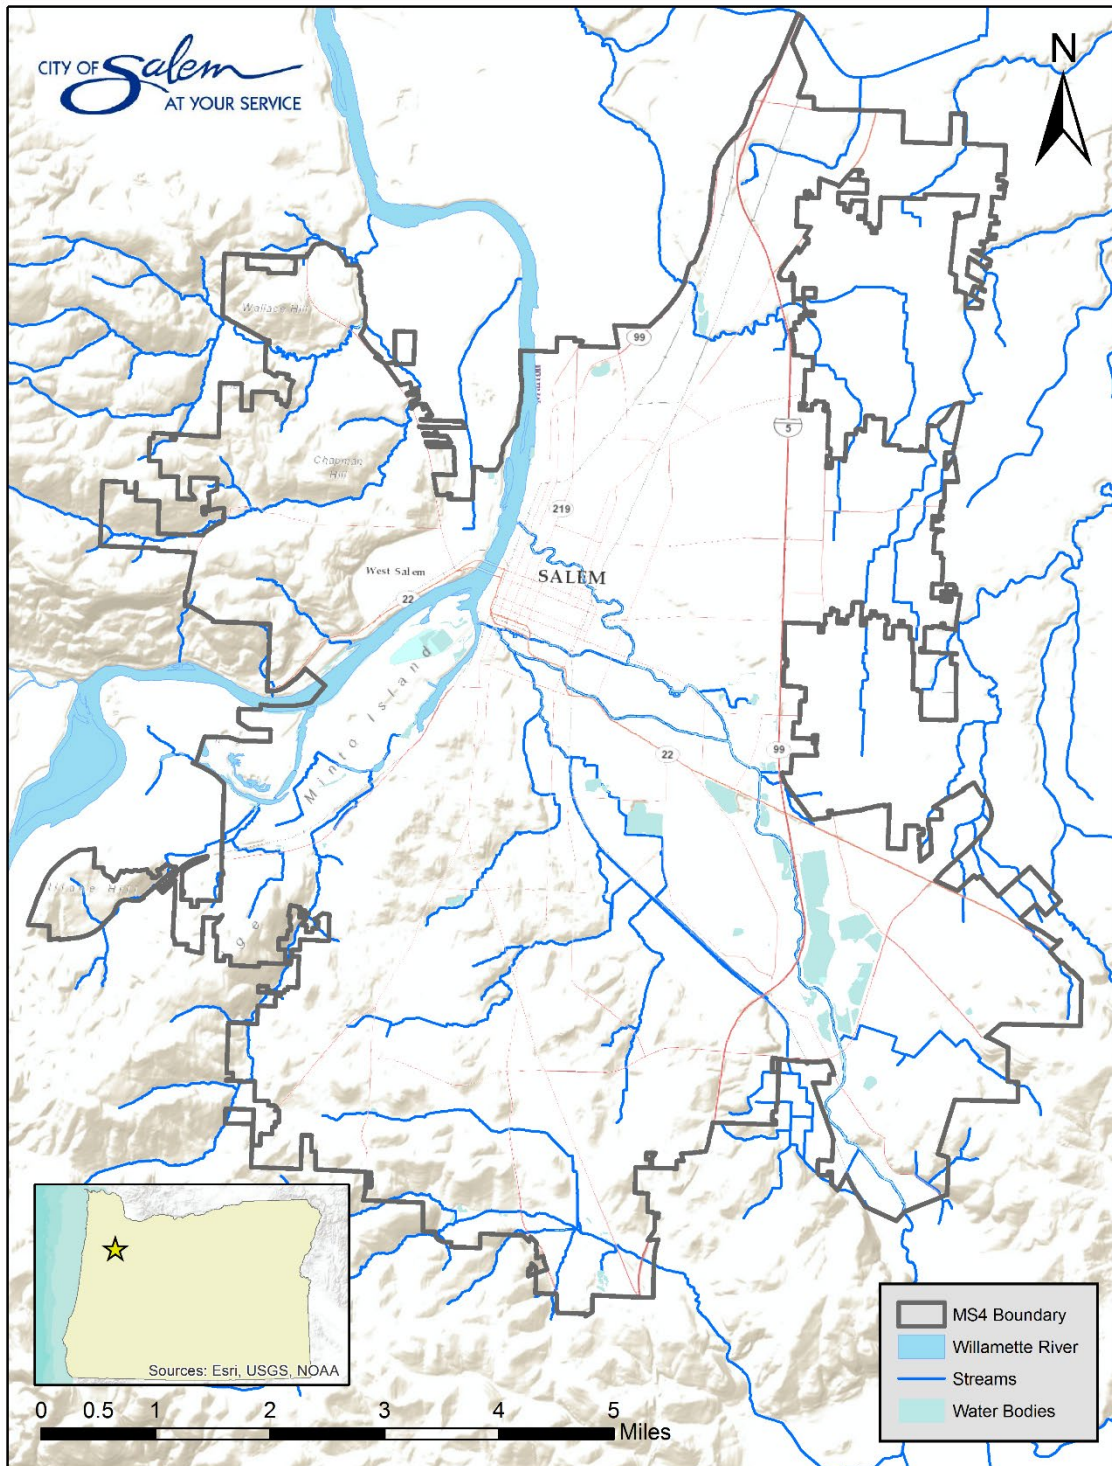 CITY OF Salem
AT YOUR SERVICE
N
Wallace Hill
99
5
Chapman
Hill
219
West Salem
SALEM
22
Minto Island
22
99
MS4 Boundary
Willamette River
Streams
Water Bodies
Sources: Esri, USGS, NOAA
0 0.5 1 2 3 4 5
Miles